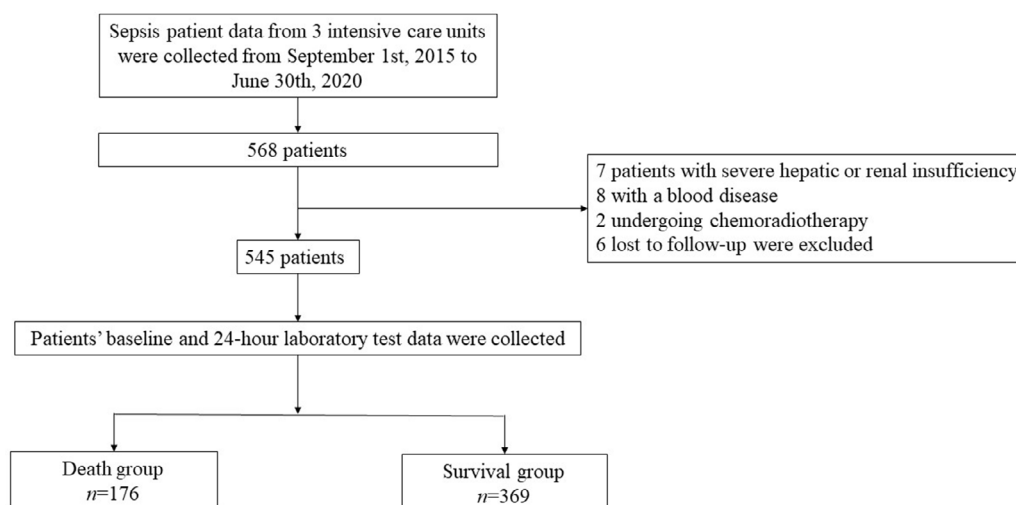 Sepsis patient data from 3 intensive care units
were collected from September 1st, 2015 to
June 30th, 2020
568 patients
7 patients with severe hepatic or renal insufficiency
8 with a blood disease
2 undergoing chemoradiotherapy
6 lost to follow-up were excluded
545 patients
Patients’ baseline and 24-hour laboratory test data were collected
Death group
n=176
Survival group
n=369